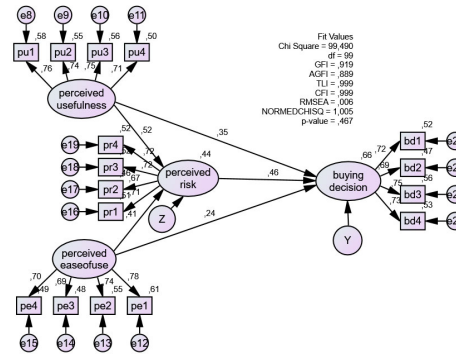 e8 e9 e10 e11
,58 ,55 ,56 ,50
pu1 pu2 pu3 pu4
,76 ,74 ,75 ,71
perceived
usefulness
Fit Values
Chi Square = 99,490
df = 99
GFI = ,919
AGFI = ,889
TLI = ,999
CFI = ,999
RMSEA = ,006
NORMEDCHISQ = 1,005
p-value = ,467
,52 ,35
e19 pr4 ,52 ,72
e18 pr3 ,72
e17 pr2 ,67
e16 pr1 ,51 ,71
,41
perceived
risk
,44
,46
Z
,24
buying
decision
,66
Y
,52
,72 bd1
,47
,69 bd2
,56
,75 bd3
,53
,73 bd4
perceived
easeofuse
,70 ,69 ,74 ,78
,49 ,48 ,55 ,61
pe4 pe3 pe2 pe1
e15 e14 e13 e12